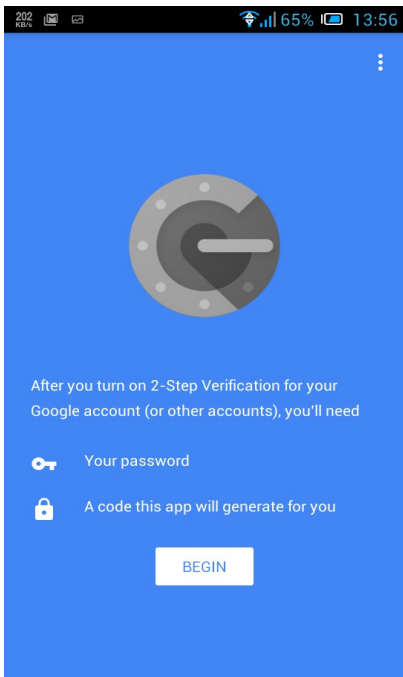 202
KB/s
65% 13:56
After you turn on 2-Step Verification for your
Google account (or other accounts), you'll need
Your password
A code this app will generate for you
BEGIN